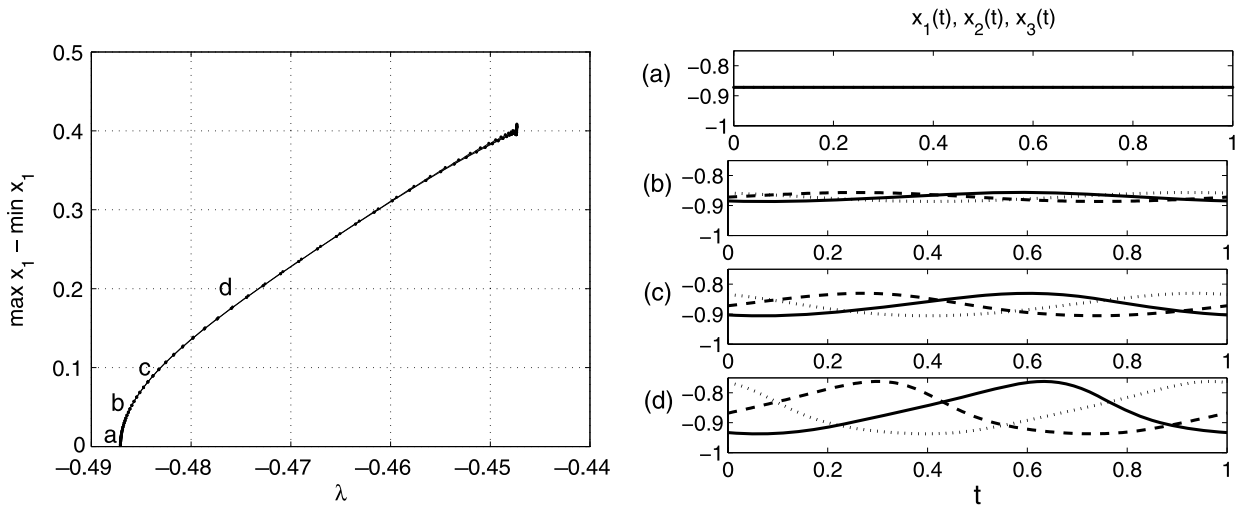 max x1 − min x1
0.5
0.4
0.3
0.2
0.1
0
a
b
c
d
−0.49
−0.48
−0.47
−0.46
−0.45
−0.44
λ
x1(t), x2(t), x3(t)
(a)
−0.8
−0.9
−1
0 0.2 0.4 0.6 0.8 1
(b)
−0.8
−0.9
−1
0 0.2 0.4 0.6 0.8 1
(c)
−0.8
−0.9
−1
0 0.2 0.4 0.6 0.8 1
(d)
−0.8
−0.9
−1
0 0.2 0.4 0.6 0.8 1
t